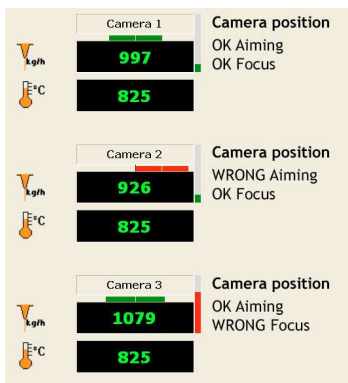 Camera 1
Camera position
OK Aiming
kg/h
997
OK Focus
°C
825
Camera 2
Camera position
WRONG Aiming
kg/h
926
OK Focus
°C
825
Camera 3
Camera position
OK Aiming
kg/h
1079
WRONG Focus
°C
825